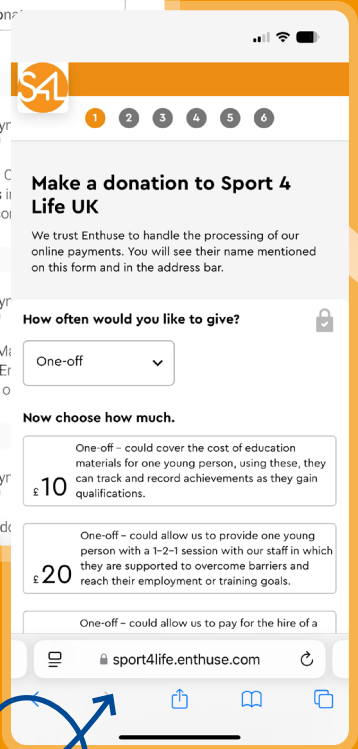 S4L
1 2 3 4 5 6
Make a donation to Sport 4
Life UK
We trust Enthuse to handle the processing of our
online payments. You will see their name mentioned
on this form and in the address bar.
How often would you like to give?
One-off
Now choose how much.
One-off – could cover the cost of education
materials for one young person, using these, they
can track and record achievements as they gain
£10 qualifications.
One-off – could allow us to provide one young
person with a 1-2-1 session with our staff in which
they are supported to overcome barriers and
£20 reach their employment or training goals.
One-off – could allow us to pay for the hire of a
sport4life.enthuse.com